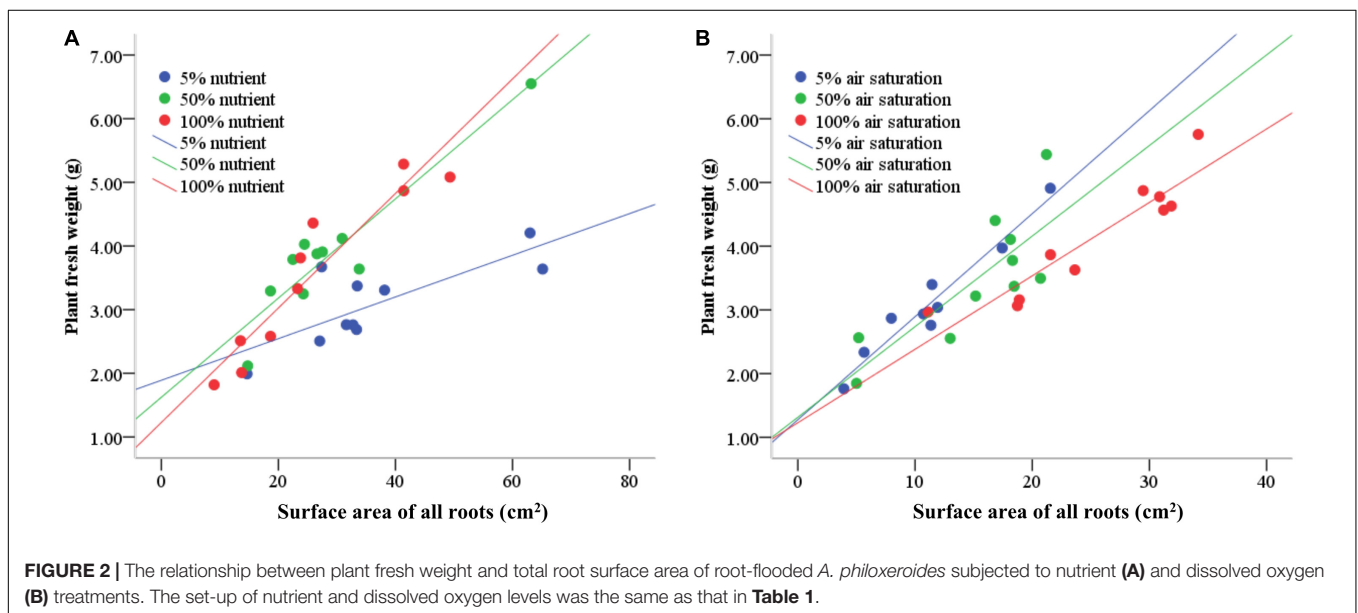 A
B
7.00
6.00
5.00
4.00
3.00
2.00
1.00
Plant fresh weight (g)
5% nutrient
50% nutrient
100% nutrient
5% nutrient
50% nutrient
100% nutrient
0 20 40 60 80
Surface area of all roots (cm²)
7.00
6.00
5.00
4.00
3.00
2.00
1.00
Plant fresh weight (g)
5% air saturation
50% air saturation
100% air saturation
5% air saturation
50% air saturation
100% air saturation
0 10 20 30 40
Surface area of all roots (cm²)
FIGURE 2 | The relationship between plant fresh weight and total root surface area of root-flooded A. philoxeroides subjected to nutrient (A) and dissolved oxygen
(B) treatments. The set-up of nutrient and dissolved oxygen levels was the same as that in Table 1.